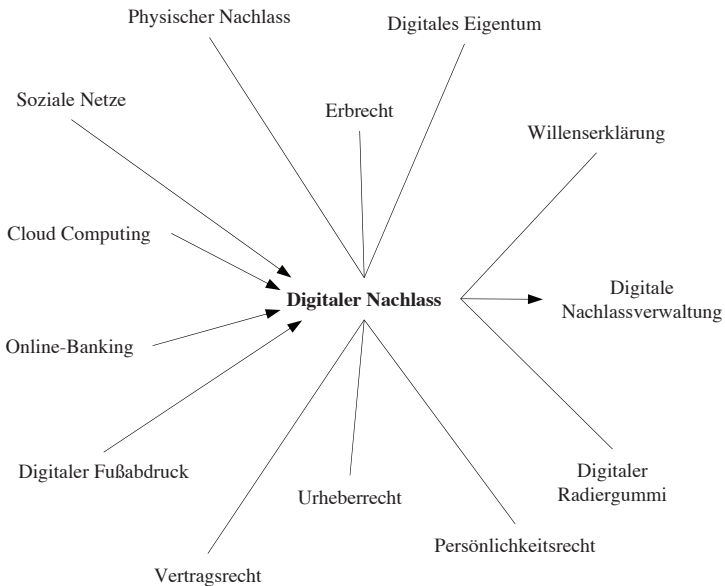 Physischer Nachlass
Digitales Eigentum
Soziale Netze
Erbrecht
Willenserklärung
Cloud Computing
Digitaler Nachlass
Digitale
Nachlassverwaltung
Online-Banking
Digitaler Fußabdruck
Digitaler
Radiergummi
Urheberrecht
Persönlichkeitsrecht
Vertragsrecht